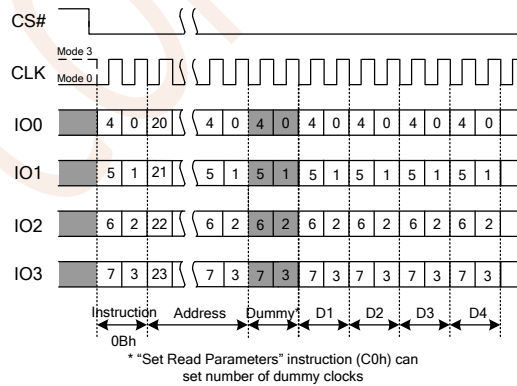 CS#
Mode 3
CLK
Mode 0
IO0 4 0 20 4 0 4 0 4 0 4 0 4 0 4 0
IO1 5 1 21 5 1 5 1 5 1 5 1 5 1 5 1
IO2 6 2 22 6 2 6 2 6 2 6 2 6 2 6 2
IO3 7 3 23 7 3 7 3 7 3 7 3 7 3 7 3
Instruction Address Dummy* D1 D2 D3 D4
0Bh
* "Set Read Parameters" instruction (C0h) can
set number of dummy clocks